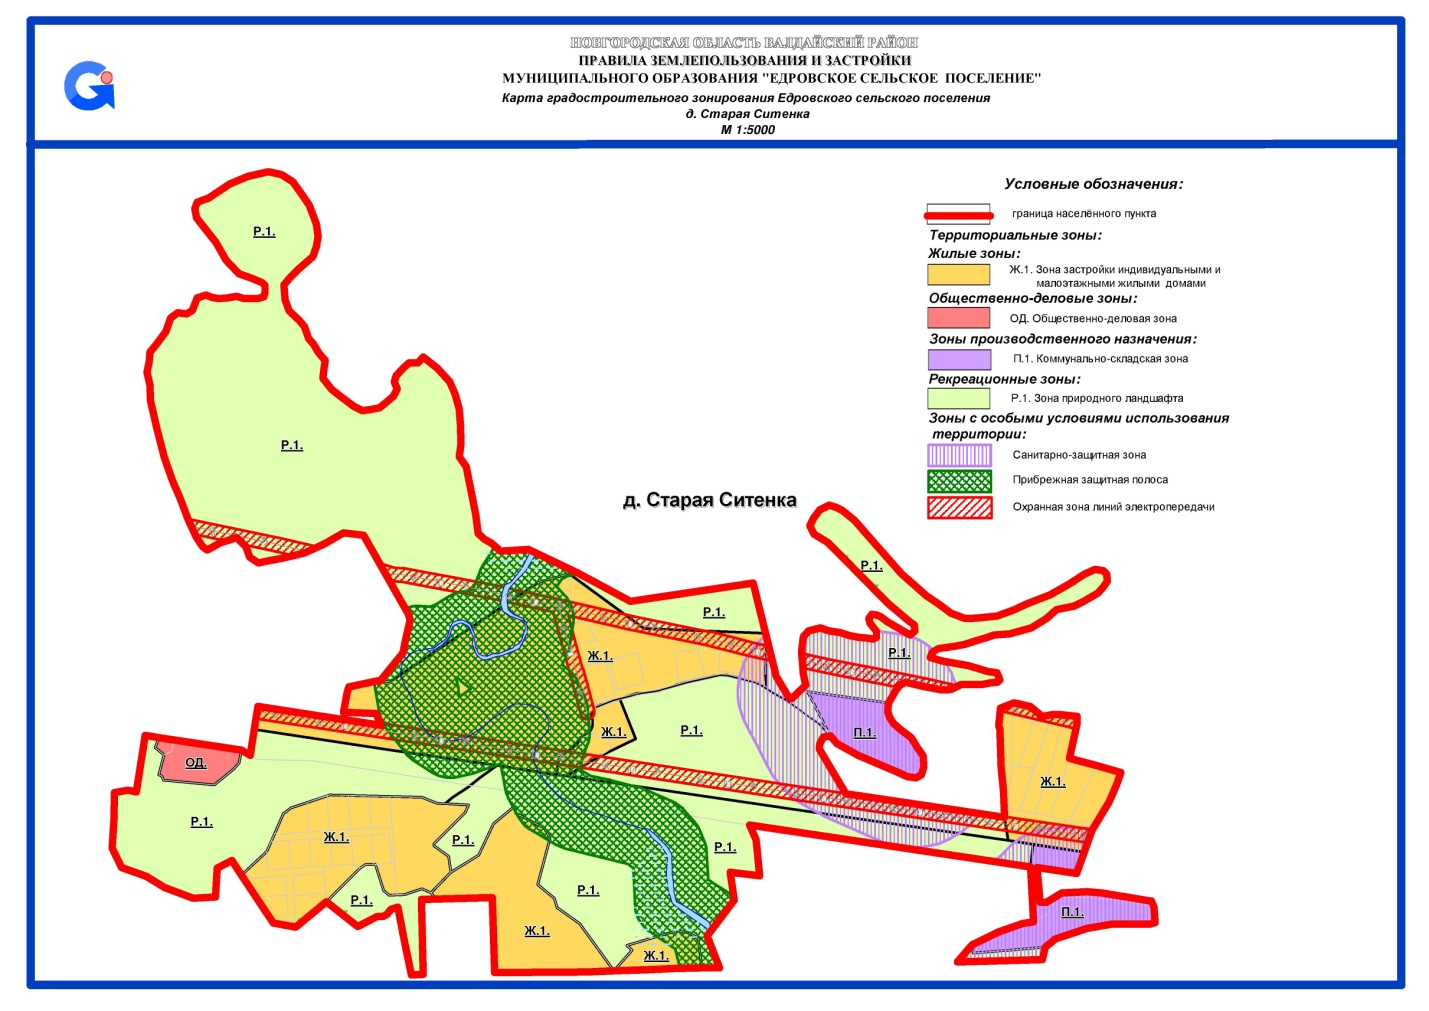 НОВГОРОДСКАЯ ОБЛАСТЬ ВАЛДАЙСКИЙ РАЙОН
ПРАВИЛА ЗЕМЛЕПОЛЬЗОВАНИЯ И ЗАСТРОЙКИ
МУНИЦИПАЛЬНОГО ОБРАЗОВАНИЯ "ЕДРОВСКОЕ СЕЛЬСКОЕ ПОСЕЛЕНИЕ"
Карта градостроительного зонирования Едровского сельского поселения
д. Старая Ситенка
М 1:5000
Условные обозначения:
граница населённого пункта
Территориальные зоны:
Жилые зоны:
Ж.1. Зона застройки индивидуальными и
малоэтажными жилыми домами
Общественно-деловые зоны:
ОД. Общественно-деловая зона
Зоны производственного назначения:
П.1. Коммунально-складская зона
Рекреационные зоны:
Р.1. Зона природного ландшафта
Зоны с особыми условиями использования
территории:
Санитарно-защитная зона
Прибрежная защитная полоса
Охранная зона линий электропередачи
Р.1.
Р.1.
д. Старая Ситенка
Р.1.
Р.1.
Р.1.
Ж.1.
Ж.1.
Р.1.
П.1.
ОД.
Ж.1.
Р.1.
Ж.1.
Р.1.
Р.1.
Р.1.
Р.1.
Ж.1.
Ж.1.
П.1.